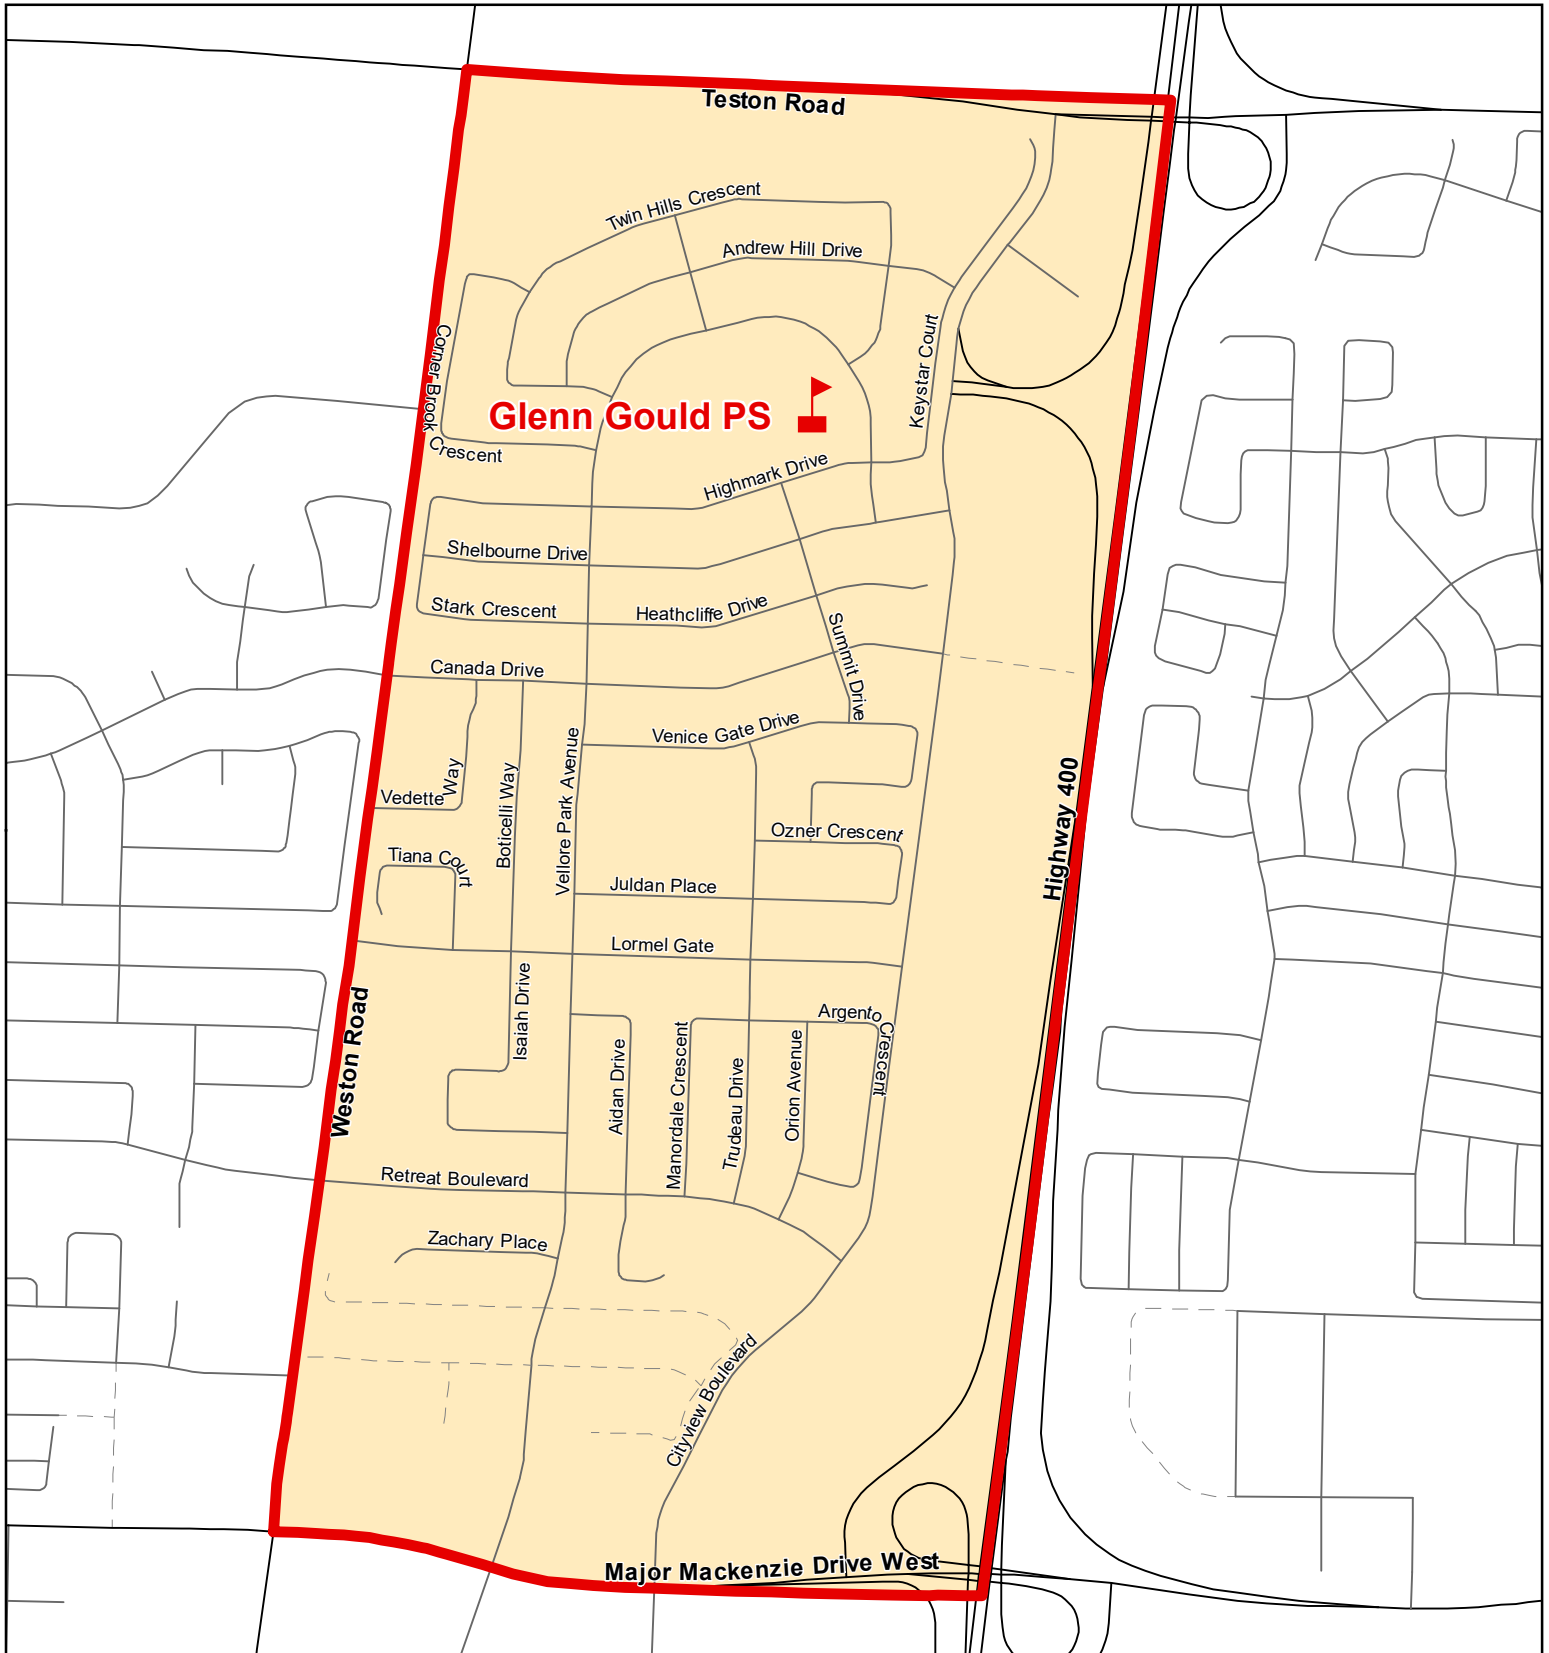 Teston Road
Twin Hills Crescent
Andrew Hill Drive
Corner Brook Crescent
Keystar Court
Glenn Gould PS
Highmark Drive
Shelbourne Drive
Stark Crescent
Heathcliffe Drive
Summit Drive
Canada Drive
Venice Gate Drive
Vedette Way
Boticelli Way
Vellore Park Avenue
Highway 400
Ozner Crescent
Tiana Court
Juldan Place
Lormel Gate
Isaiah Drive
Weston Road
Argento Crescent
Aidan Drive
Manordale Crescent
Trudeau Drive
Orion Avenue
Retreat Boulevard
Zachary Place
Cityview Boulevard
Major Mackenzie Drive West